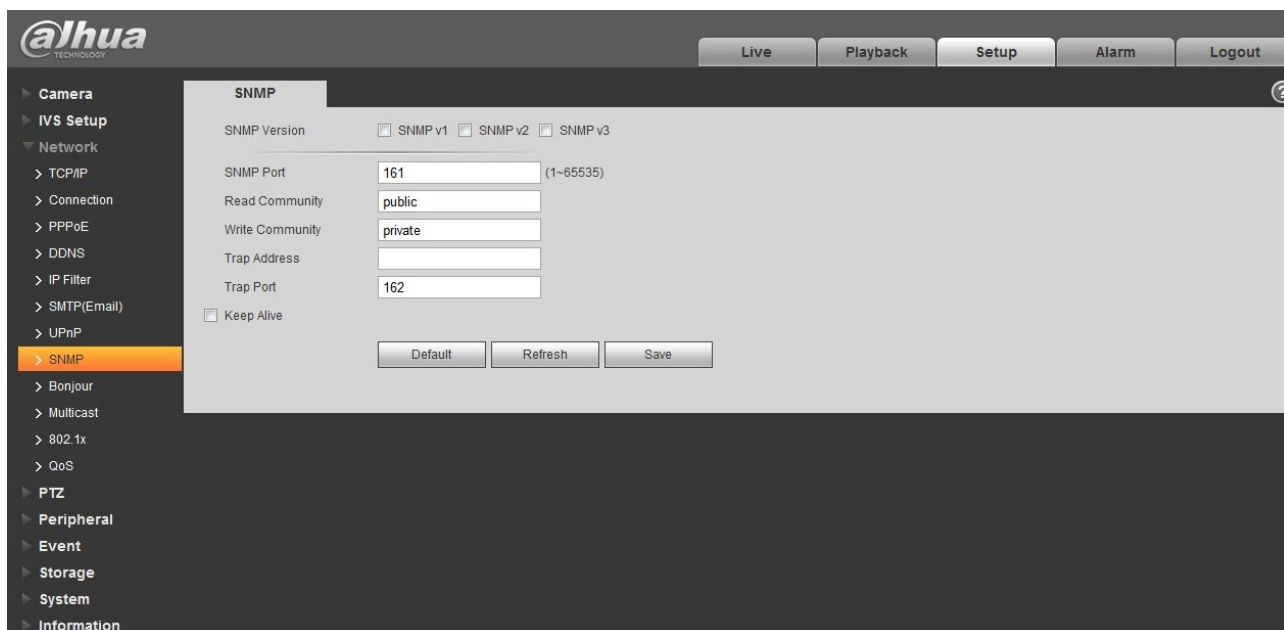 alhua
TECHNOLOGY
Live Playback Setup Alarm Logout
Camera
IVS Setup
Network
> TCP/IP
> Connection
> PPPoE
> DDNS
> IP Filter
> SMTP(Email)
> UPnP
> SNMP
> Bonjour
> Multicast
> 802.1x
> QoS
PTZ
Peripheral
Event
Storage
System
Information
SNMP
?
SNMP Version SNMP v1 SNMP v2 SNMP v3
SNMP Port 161 (1~65535)
Read Community public
Write Community private
Trap Address
Trap Port 162
Keep Alive
Default Refresh Save